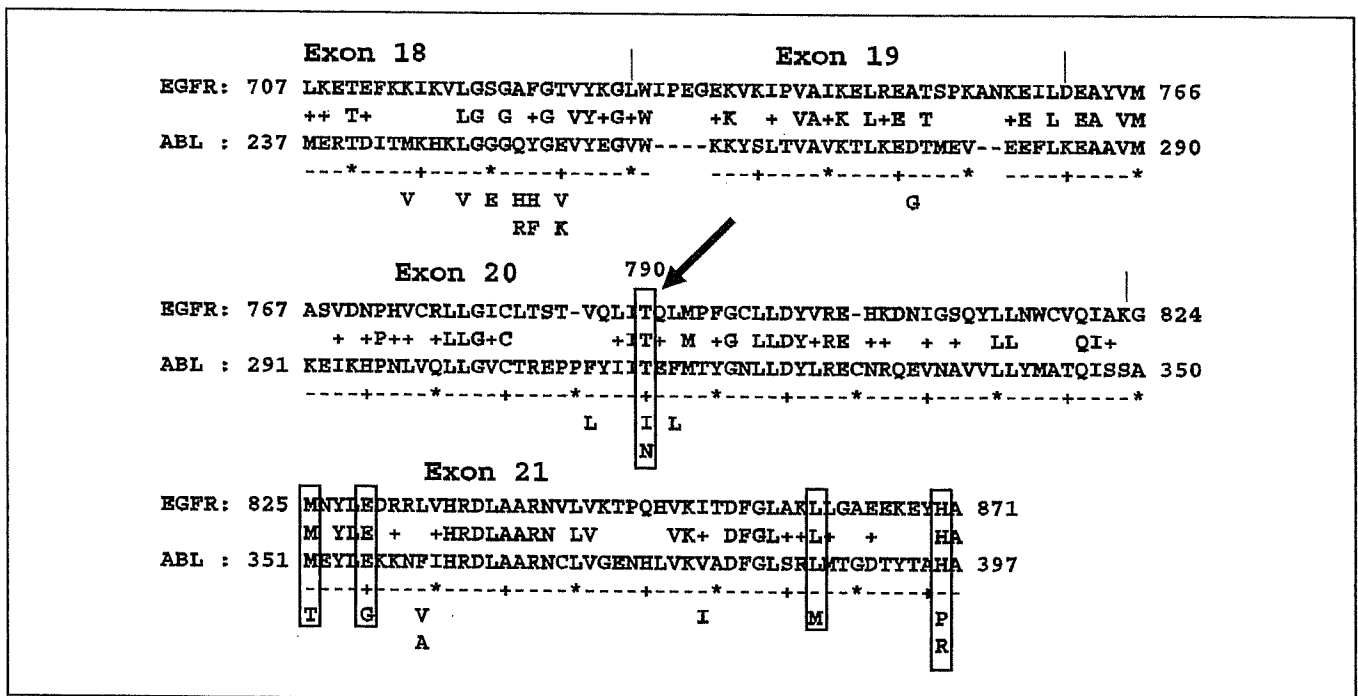 Exon 18 Exon 19
EGFR: 707 LKETEFKKIKVLGSGAFGTVYKGLWIPEGEKVKIPVAIKELREATSPKANKEILDEAYVM 766
++ T+ LG G +G VY+G+W +K + VA+K L+E T +E L EA VM
ABL : 237 MERTDITMKHKLGGGQYGEVYEGVW----KKYSLTVAVKTLKEDTMEV--EEFLKEAAVM 290
---*----+----*----+----*- ----+----*----+----* ----+----*
V V E HH V G
RF K
Exon 20 790
EGFR: 767 ASVDNPHVCRLLGICLTST-VQLITQLMPFGCLLDYVRE-HKDNIGSQYLLNWCVQIAKG 824
+ +P++ +LLG+C +IT+ M +G LLDY+RE ++ + + LL QI+
ABL : 291 KEIKHPNLVQLLGVCTREPPFYIITEFMTYGNLLDYLRECNRQEVNAVVLLYMATQISSA 350
----+----*----+----*----+----*----+----*----+----*----+----*
L I L
N
Exon 21
EGFR: 825 MNYLEDRRLVHRDLAARNVLVKTPQHVKITDFGLAKLLGAEEKEYHA 871
M YLE + +HRDLAARN LV VK+ DFGL++L+ + HA
ABL : 351 MEYLEKKNFIHRDLAARNCLVGENHLVKVADFGLSRLMTGDTYTAHA 397
----+----*----+----*----+----*----+----*----+--
T G V I M P
A R